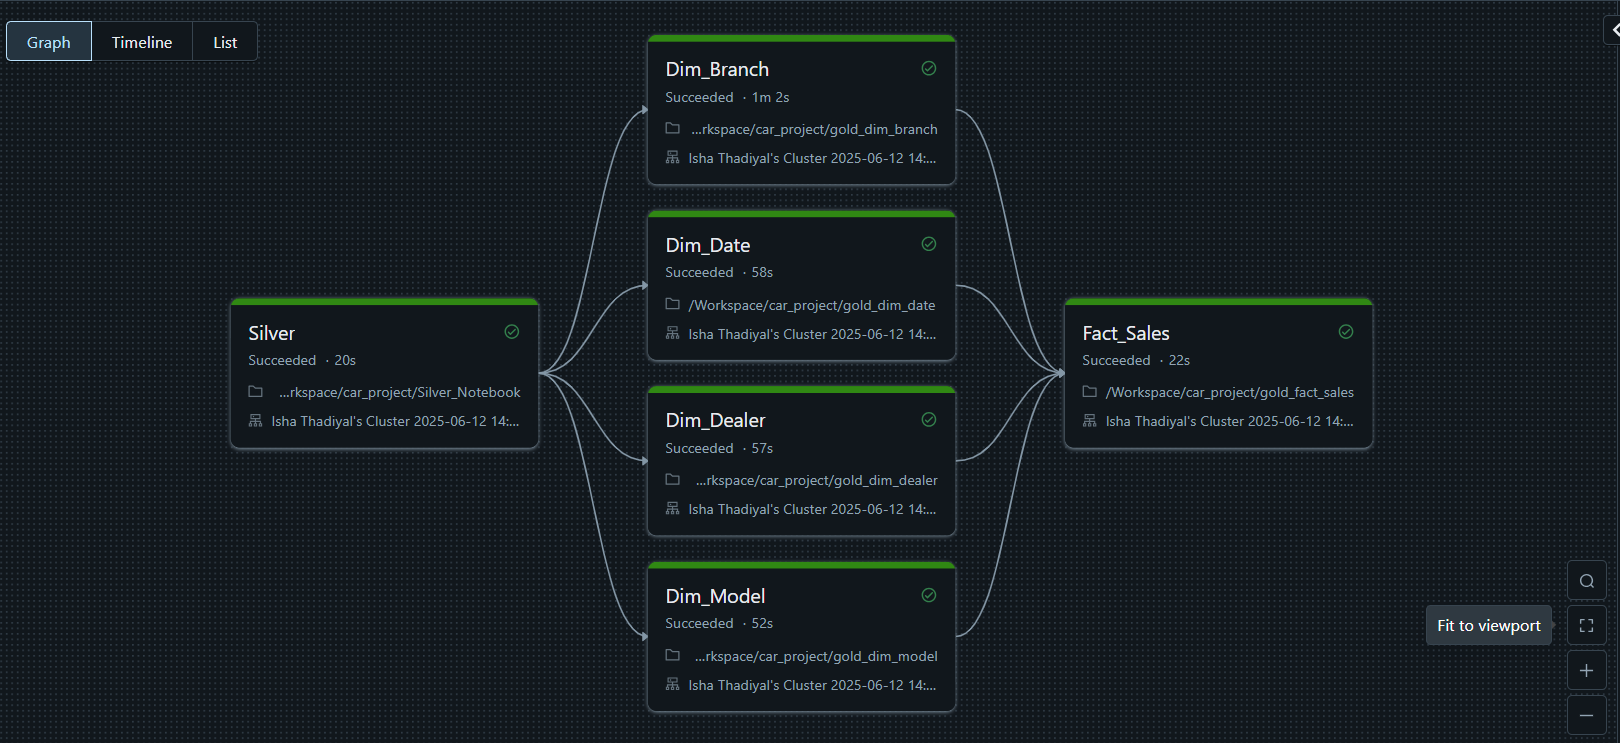 Graph
Timeline
List
Dim_Branch
Succeeded · 1m 2s
...rkspace/car_project/gold_dim_branch
Isha Thadiyal's Cluster 2025-06-12 14:...
Dim_Date
Succeeded · 58s
/Workspace/car_project/gold_dim_date
Isha Thadiyal's Cluster 2025-06-12 14:...
Silver
Succeeded · 20s
...rkspace/car_project/Silver_Notebook
Isha Thadiyal's Cluster 2025-06-12 14:...
Fact_Sales
Succeeded · 22s
/Workspace/car_project/gold_fact_sales
Isha Thadiyal's Cluster 2025-06-12 14:...
Dim_Dealer
Succeeded · 57s
...rkspace/car_project/gold_dim_dealer
Isha Thadiyal's Cluster 2025-06-12 14:...
Dim_Model
Succeeded · 52s
...rkspace/car_project/gold_dim_model
Isha Thadiyal's Cluster 2025-06-12 14:...
Fit to viewport